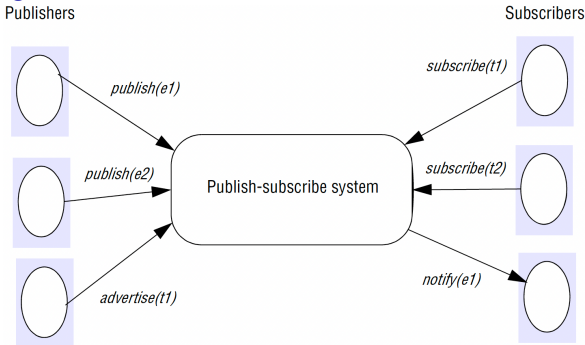 Publishers
Subscribers
publish(e1)
subscribe(t1)
publish(e2)
Publish-subscribe system
subscribe(t2)
advertise(t1)
notify(e1)